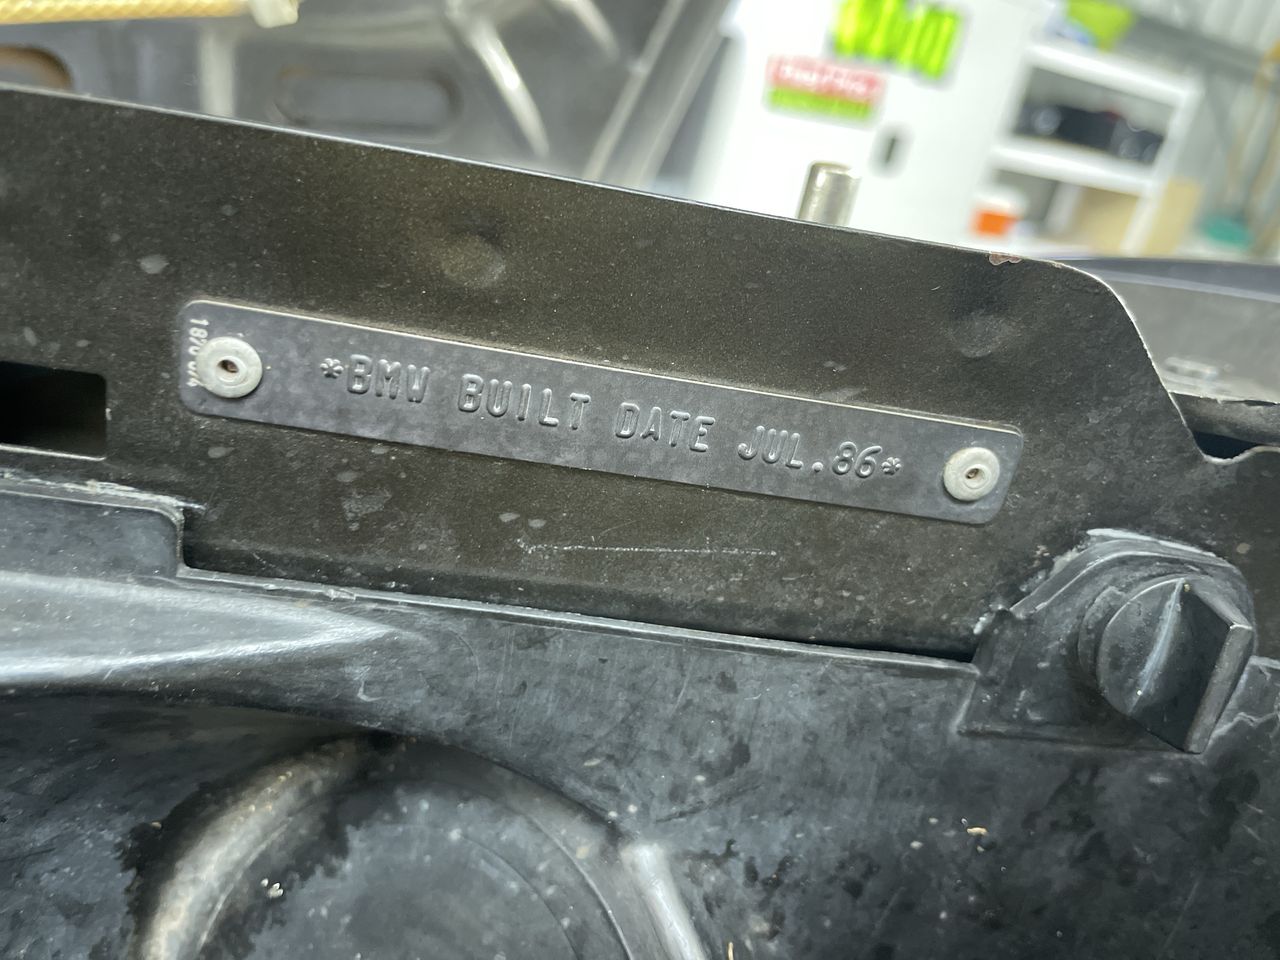 *BMW BUILT DATE JUL.86*